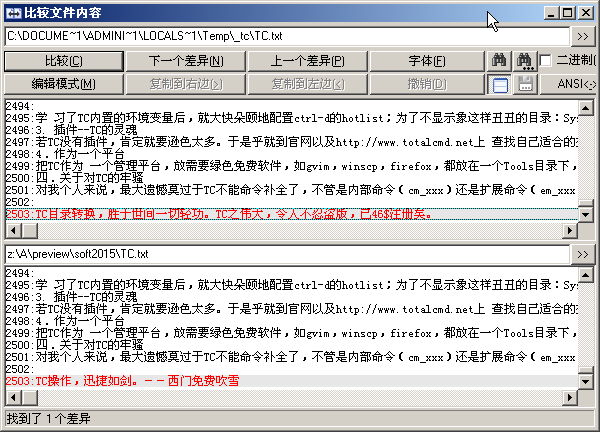 比较文件内容
C:\DOCUME~1\ADMINI~1\LOCALS~1\Temp\_tc\TC.txt >>
比较(C) 下一个差异(N) 上一个差异(P) 字体(F) 二进制(
编辑模式(M) 复制到右边(>) 复制到左边(<) 撤销(D) ANSI<->
2494:
2495:学 习了TC内置的环境变量后，就大快朵颐地配置ctrl-d的hotlist；为了不显示象这样丑丑的目录：Sys
2496:3. 插件--TC的灵魂
2497:若TC没有插件，肯定就要逊色太多。于是乎就到官网以及http://www.totalcmd.net上 查找自己适合的
2498:4．作为一个平台
2499:把TC作为 一个管理平台，放需要绿色免费软件，如gvim，winscp，firefox，都放在一个Tools目录下，
2500:四．关于对TC的牢骚
2501:对我个人来说，最大遗憾莫过于TC不能命令补全了，不管是内部命令（cm_xxx）还是扩展命令（em_xxx
2502:
2503:TC目录转换，胜于世间一切轻功。TC之伟大，令人不忍盗版，已46$注册矣。
z:\A\preview\soft2015\TC.txt >>
2494:
2495:学 习了TC内置的环境变量后，就大快朵颐地配置ctrl-d的hotlist；为了不显示象这样丑丑的目录：Sys
2496:3. 插件--TC的灵魂
2497:若TC没有插件，肯定就要逊色太多。于是乎就到官网以及http://www.totalcmd.net上 查找自己适合的
2498:4．作为一个平台
2499:把TC作为 一个管理平台，放需要绿色免费软件，如gvim，winscp，firefox，都放在一个Tools目录下，
2500:四．关于对TC的牢骚
2501:对我个人来说，最大遗憾莫过于TC不能命令补全了，不管是内部命令（cm_xxx）还是扩展命令（em_xxx
2502:
2503:TC操作，迅捷如剑。－－西门免费吹雪
找到了 1 个差异